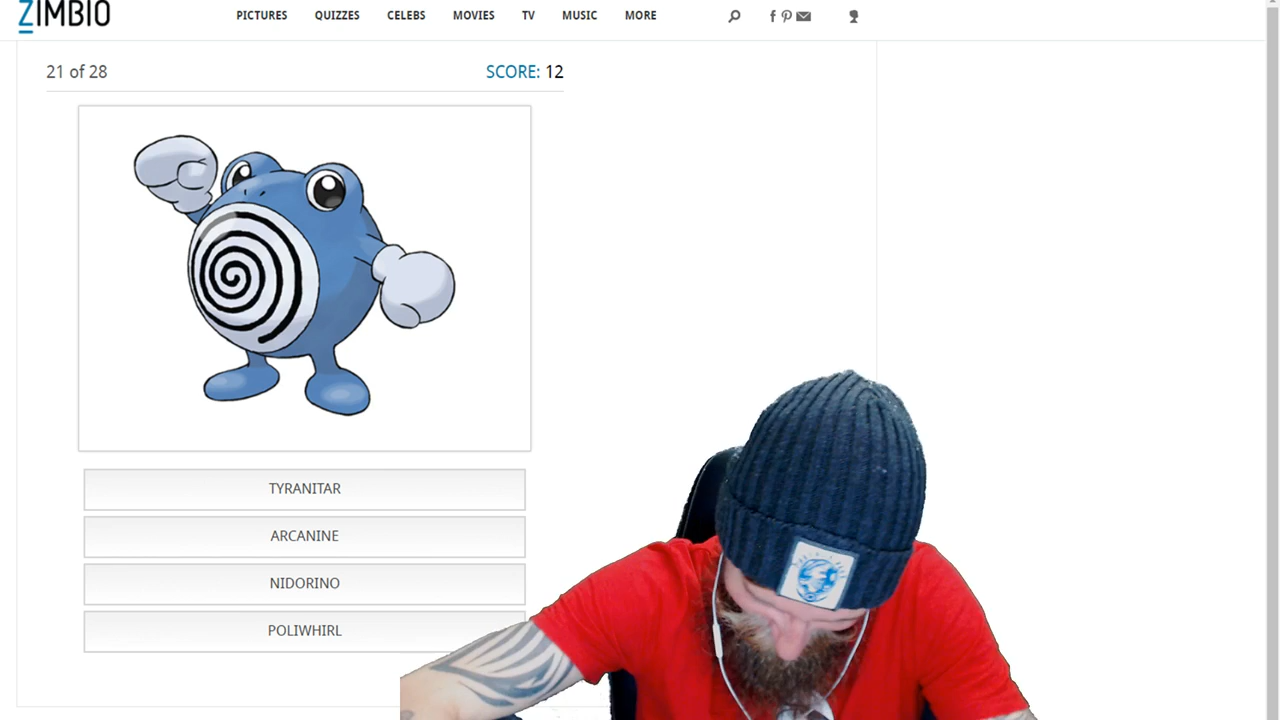 ZIMBIO
PICTURES QUIZZES CELEBS MOVIES TV MUSIC MORE
21 of 28
SCORE: 12
TYRANITAR
ARCANINE
NIDORINO
POLIWHIRL